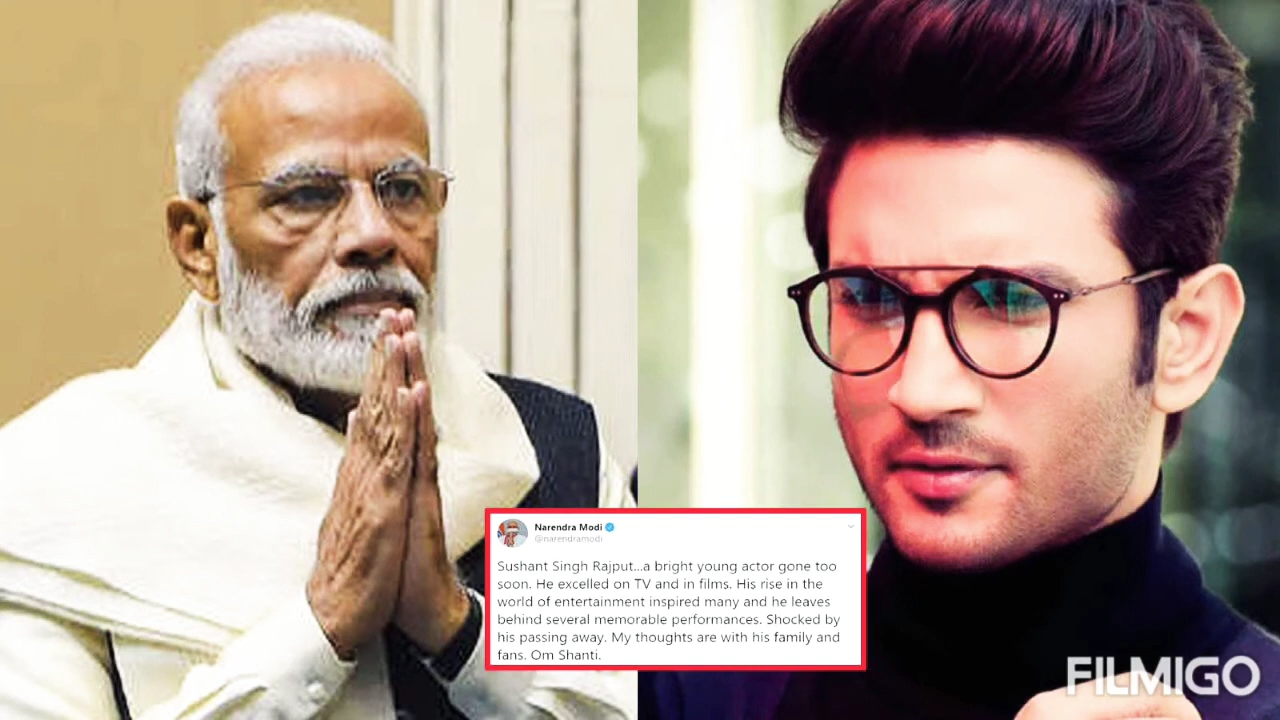 Narendra Modi
@narendramodi
Sushant Singh Rajput...a bright young actor gone too
soon. He excelled on TV and in films. His rise in the
world of entertainment inspired many and he leaves
behind several memorable performances. Shocked by
his passing away. My thoughts are with his family and
fans. Om Shanti.
FILMIGO